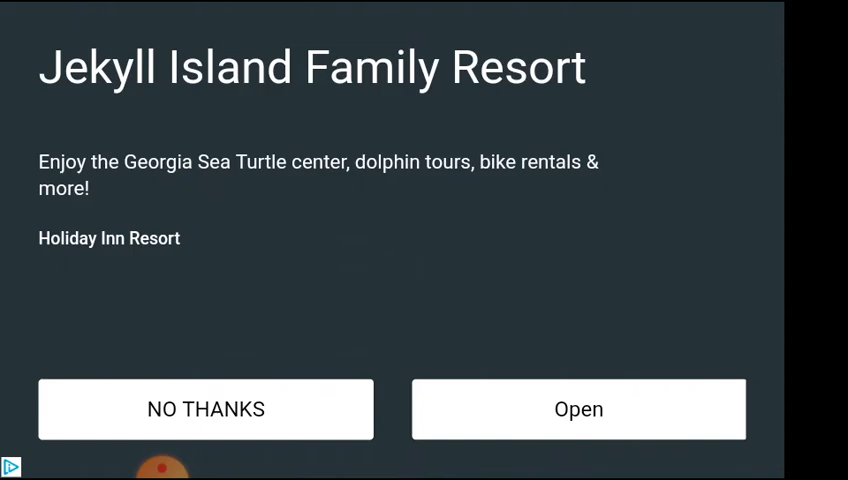 Jekyll Island Family Resort
Enjoy the Georgia Sea Turtle center, dolphin tours, bike rentals &
more!
Holiday Inn Resort
NO THANKS
Open